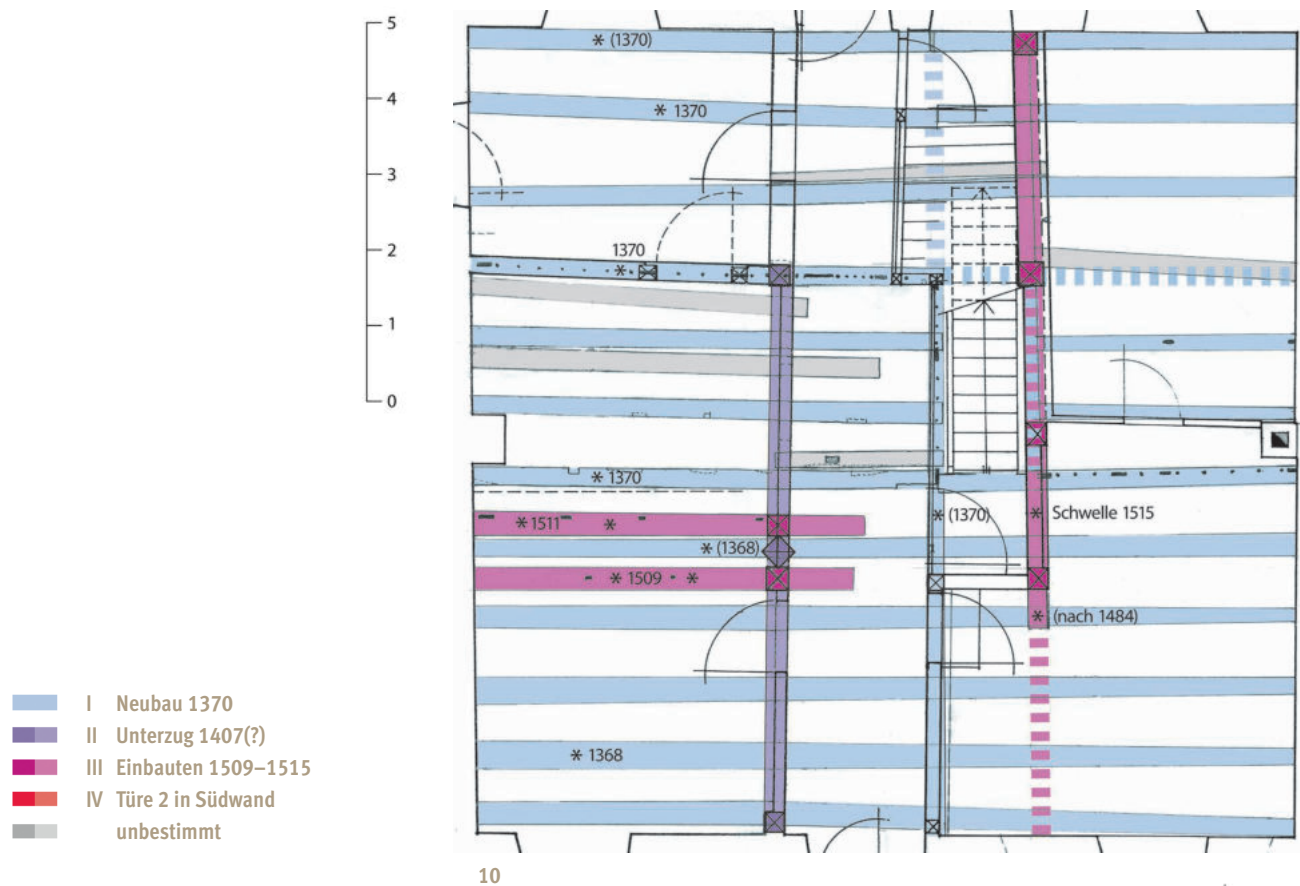 5
4
3
2
1
0
* (1370)
* 1370
1370
*
* 1370
* 1511 *
* (1368)
* 1509 *
* 1368
* (1370)
* Schwelle 1515
* (nach 1484)
I Neubau 1370
II Unterzug 1407(?)
III Einbauten 1509–1515
IV Türe 2 in Südwand
unbestimmt
10